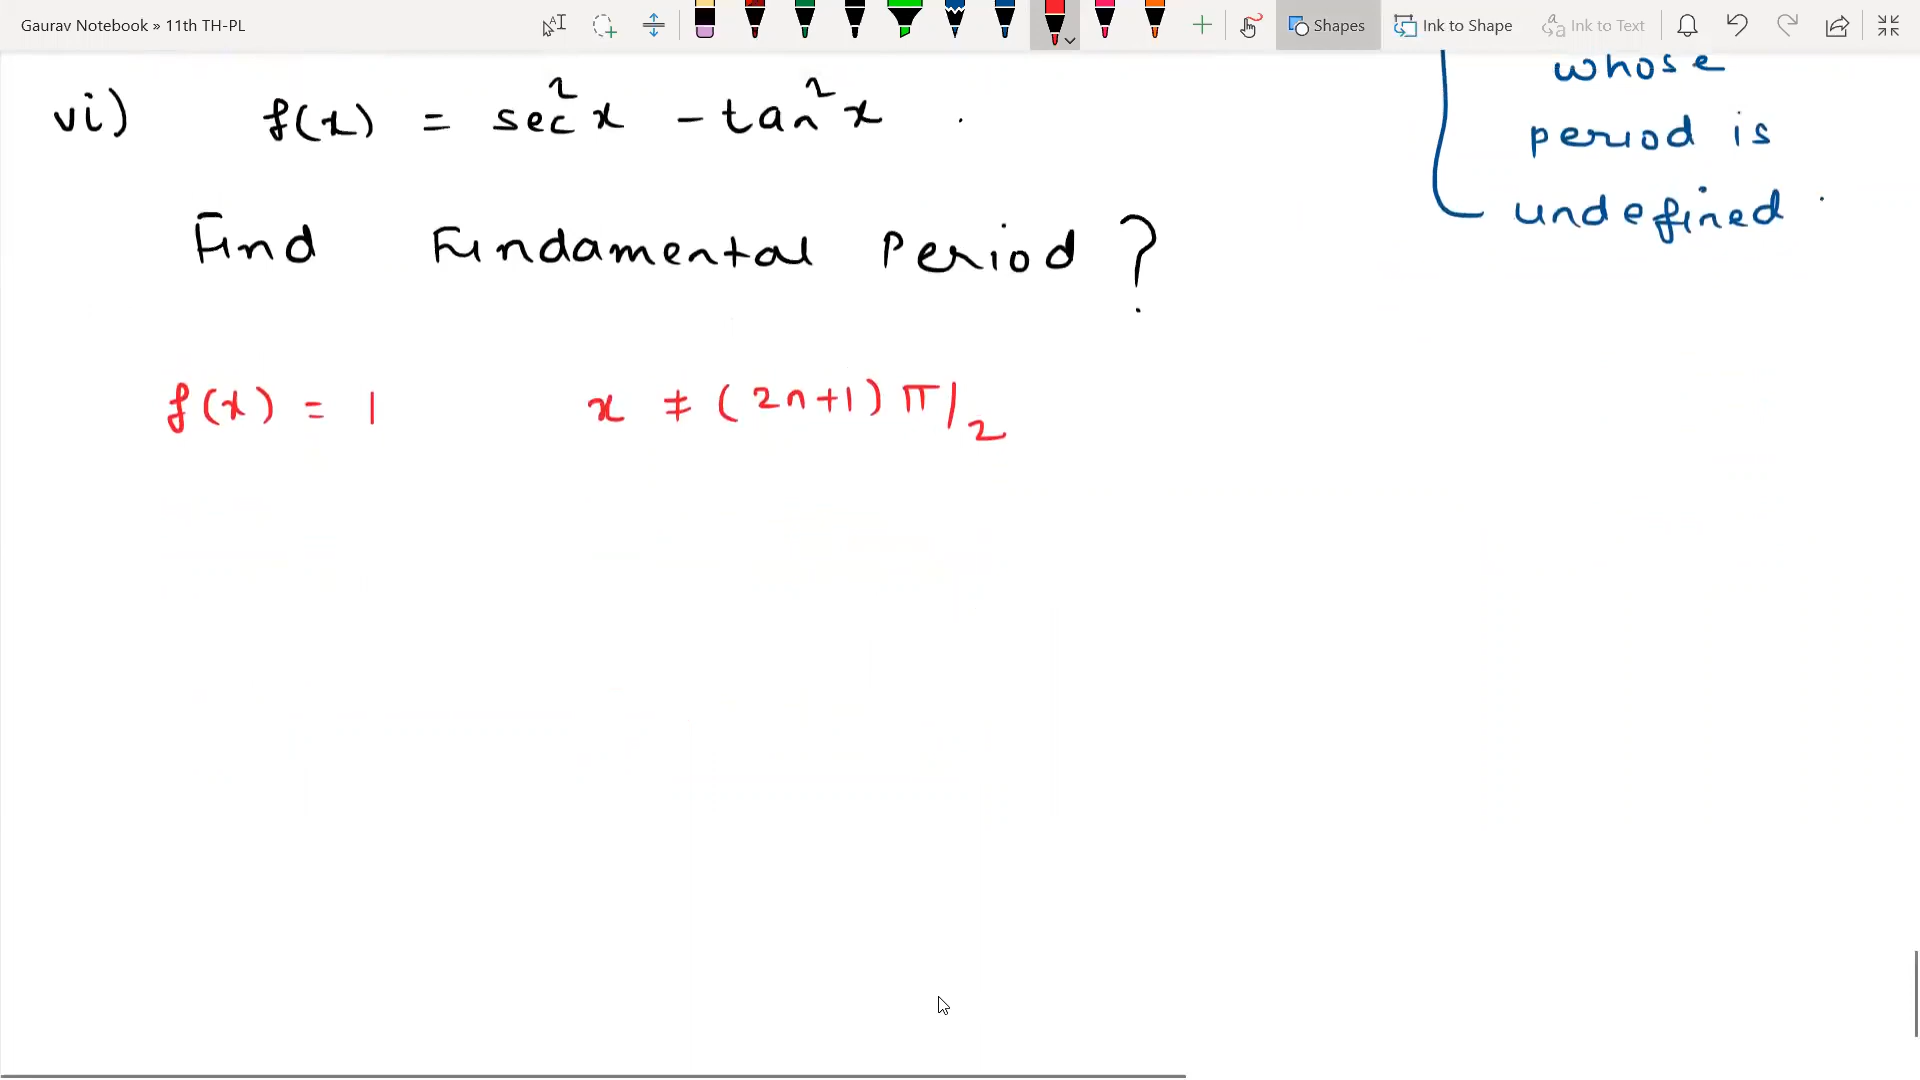 Gaurav Notebook » 11th TH-PL
Shapes
Ink to Shape
Ink to Text
whose
period is
undefined .
vi) f(x) = sec²x - tan²x .
Find Fundamental Period ?
f(x) = 1 x ≠ (2n+1) π/2